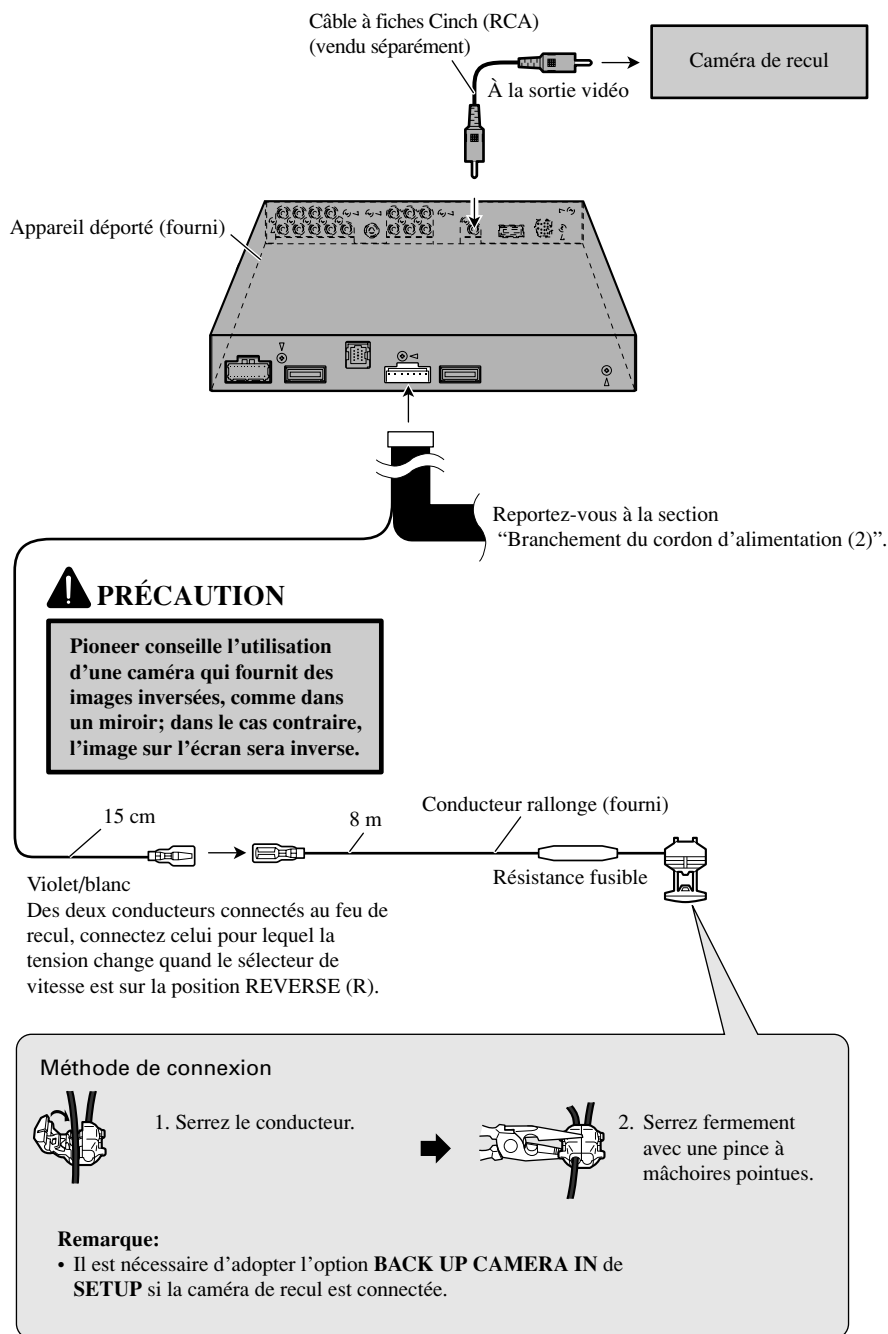 Câble à fiches Cinch (RCA)
(vendu séparément)
Caméra de recul
À la sortie vidéo
Appareil déporté (fourni)
Reportez-vous à la section
“Branchement du cordon d’alimentation (2)”.
PRÉCAUTION
Pioneer conseille l’utilisation
d’une caméra qui fournit des
images inversées, comme dans
un miroir; dans le cas contraire,
l’image sur l’écran sera inverse.
15 cm
8 m
Conducteur rallonge (fourni)
Résistance fusible
Violet/blanc
Des deux conducteurs connectés au feu de
recul, connectez celui pour lequel la
tension change quand le sélecteur de
vitesse est sur la position REVERSE (R).
Méthode de connexion
1. Serrez le conducteur.
2. Serrez fermement
avec une pince à
mâchoires pointues.
Remarque:
• Il est nécessaire d’adopter l’option BACK UP CAMERA IN de
SETUP si la caméra de recul est connectée.